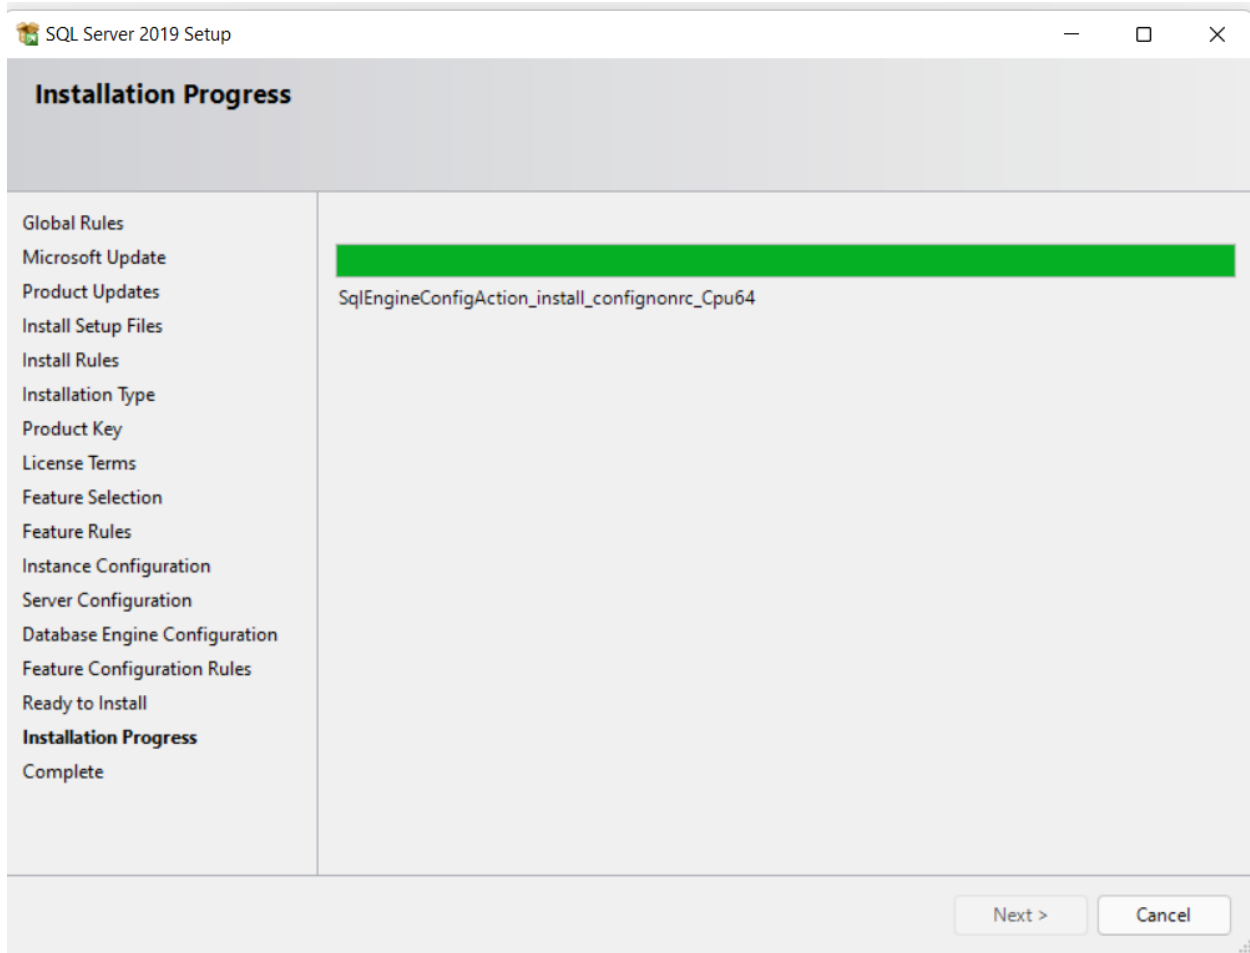 SQL Server 2019 Setup
Installation Progress
Global Rules
Microsoft Update
Product Updates
Install Setup Files
Install Rules
Installation Type
Product Key
License Terms
Feature Selection
Feature Rules
Instance Configuration
Server Configuration
Database Engine Configuration
Feature Configuration Rules
Ready to Install
Installation Progress
Complete
SqlEngineConfigAction_install_confignonrc_Cpu64
Next >
Cancel